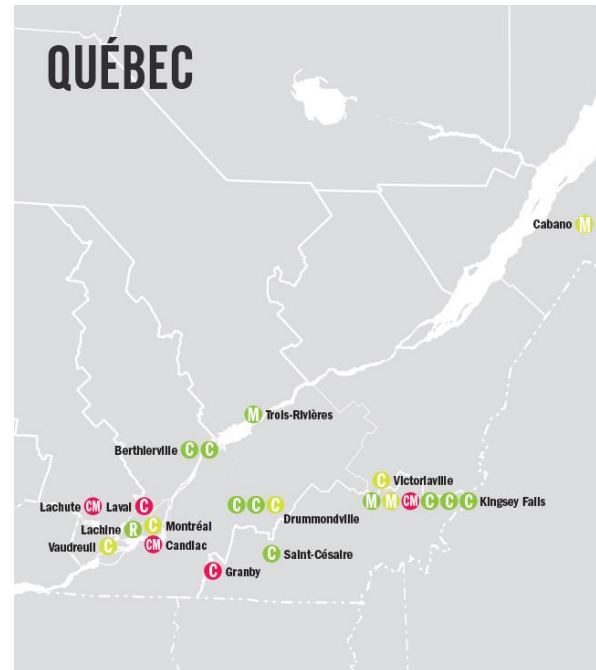 QUÉBEC
Cabano M
M Trois-Rivières
Berthierville C C
C Victoriaville
M M CM C C C Kingsey Falls
Lachute CM Laval C
C C C
Drummondville
Lachine R C Montréal
Vaudreuil C CM Candiac
C Saint-Césaire
C Granby